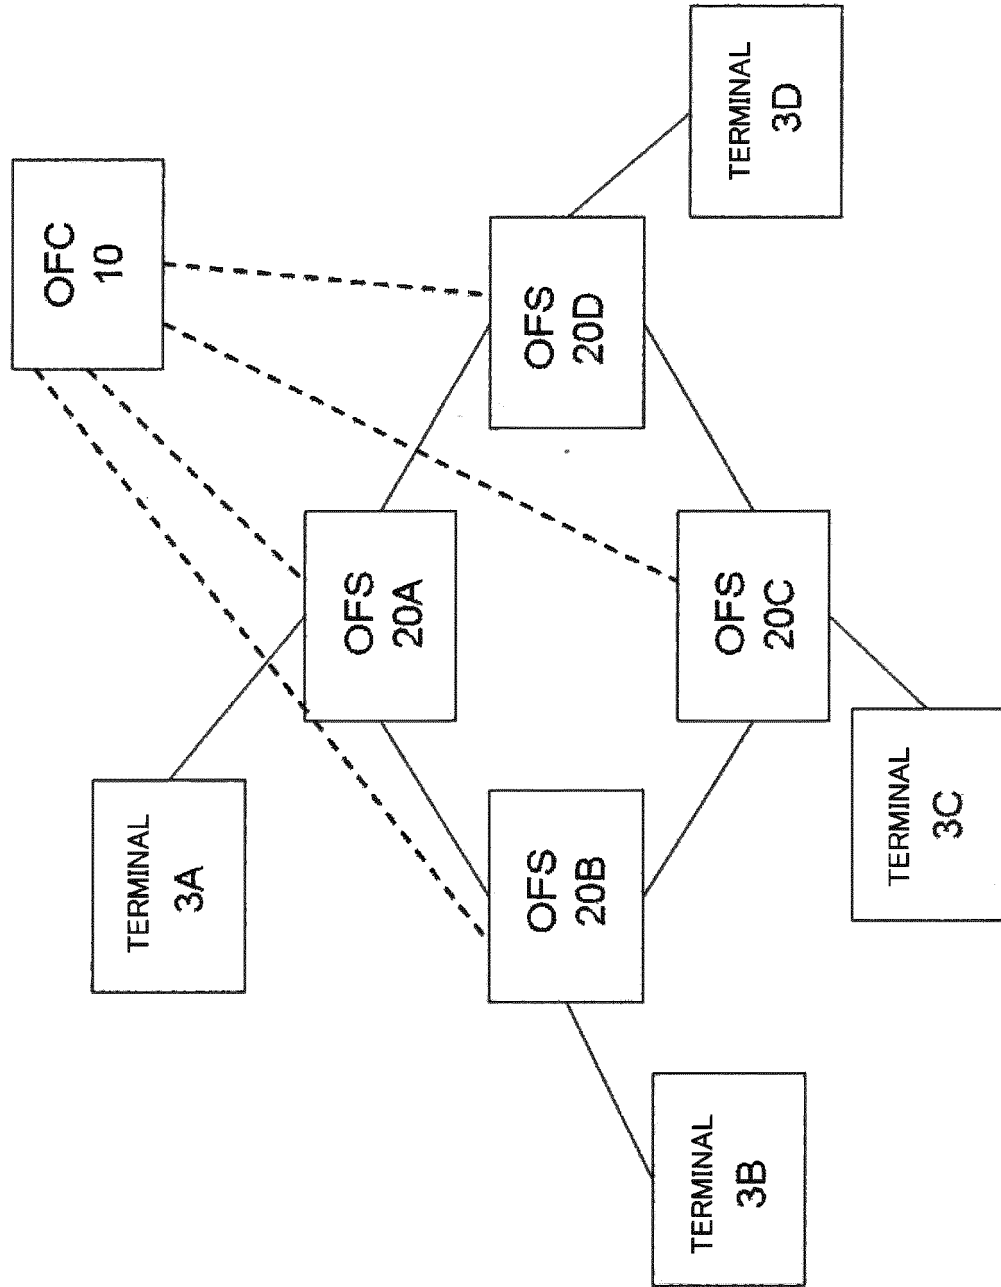 OFC
10
TERMINAL
3A
OFS
20A
OFS
20B
OFS
20D
TERMINAL
3D
OFS
20C
TERMINAL
3B
TERMINAL
3C